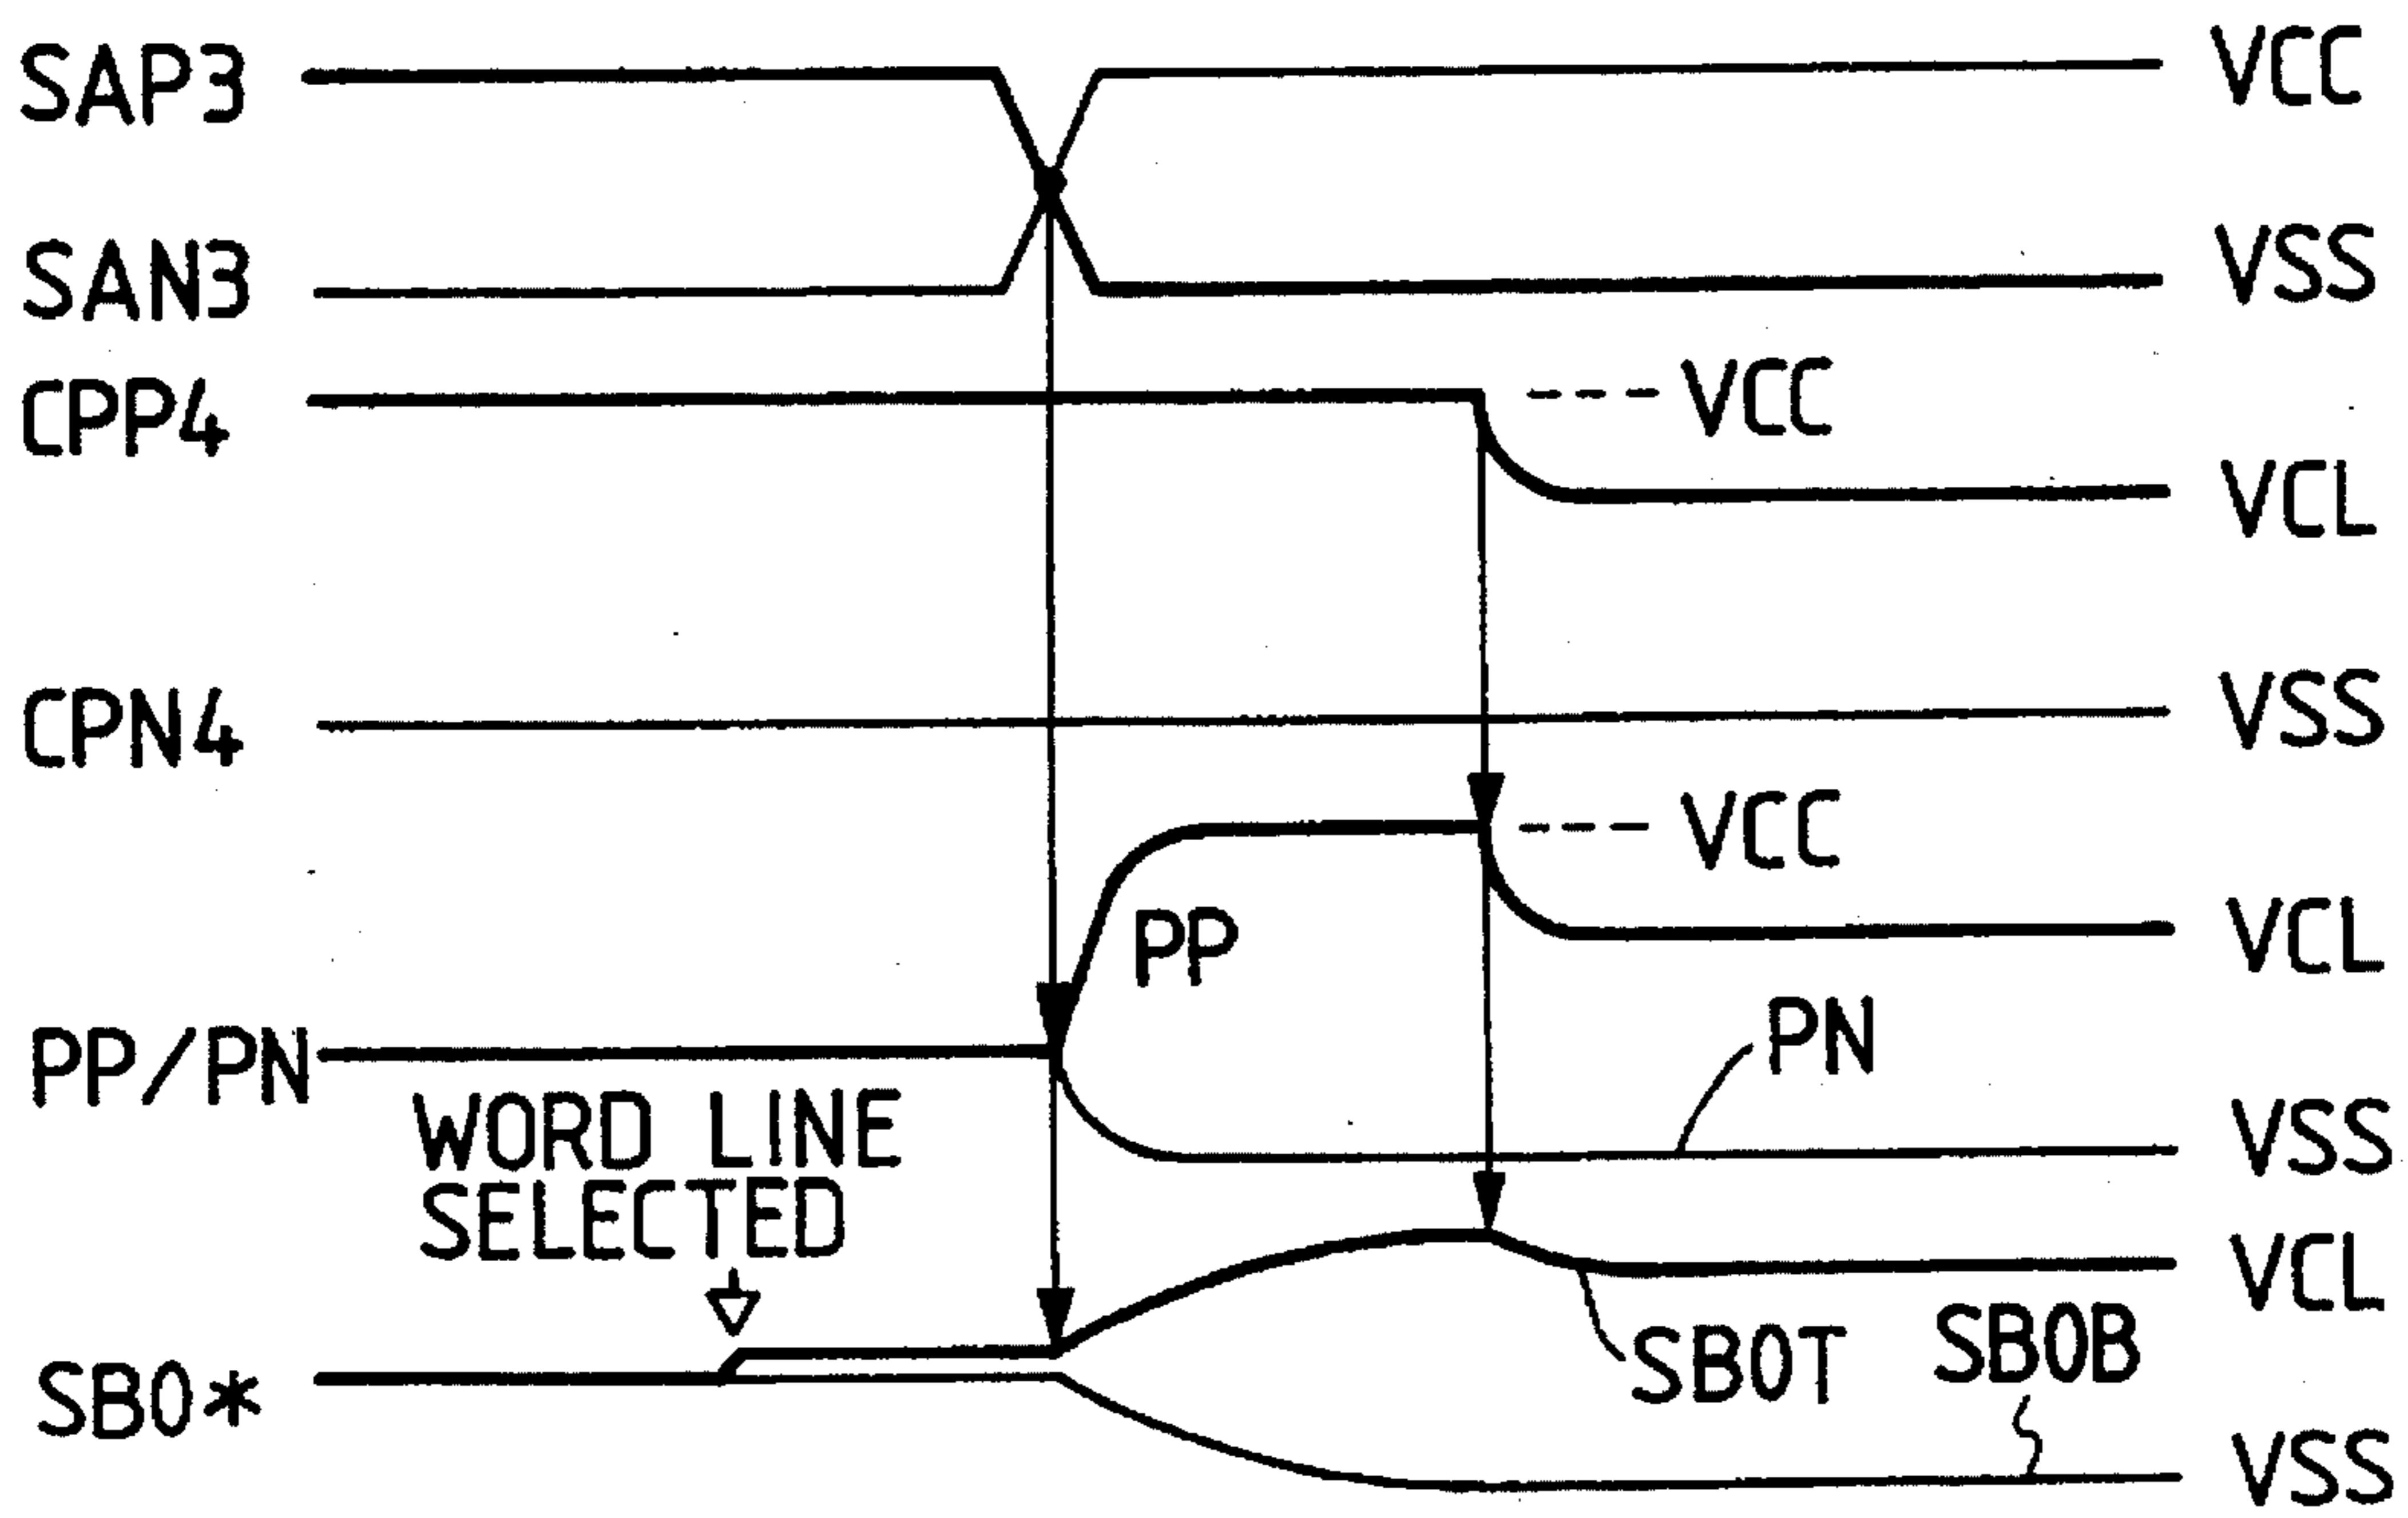 SAP3
VCC
SAN3
VSS
CPP4
VCC
VCL
CPN4
VSS
VCC
PP
VCL
PN
PP/PN
VSS
WORD LINE
SELECTED
VCL
SB0T
SB0B
SB0*
VSS